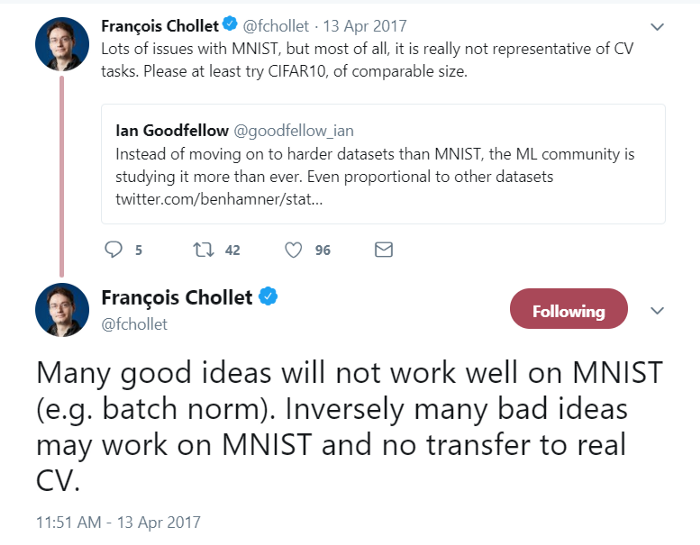 François Chollet @fchollet · 13 Apr 2017
Lots of issues with MNIST, but most of all, it is really not representative of CV
tasks. Please at least try CIFAR10, of comparable size.
Ian Goodfellow @goodfellow_ian
Instead of moving on to harder datasets than MNIST, the ML community is
studying it more than ever. Even proportional to other datasets
twitter.com/benhamner/stat...
5 42 96
François Chollet
@fchollet
Following
Many good ideas will not work well on MNIST
(e.g. batch norm). Inversely many bad ideas
may work on MNIST and no transfer to real
CV.
11:51 AM - 13 Apr 2017